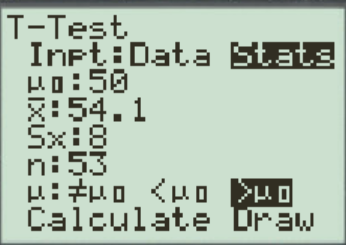 T-Test
Inpt:Data Stats
μ₀:50
x̄:54.1
Sx:8
n:53
μ:≠μ₀ <μ₀ >μ₀
Calculate Draw